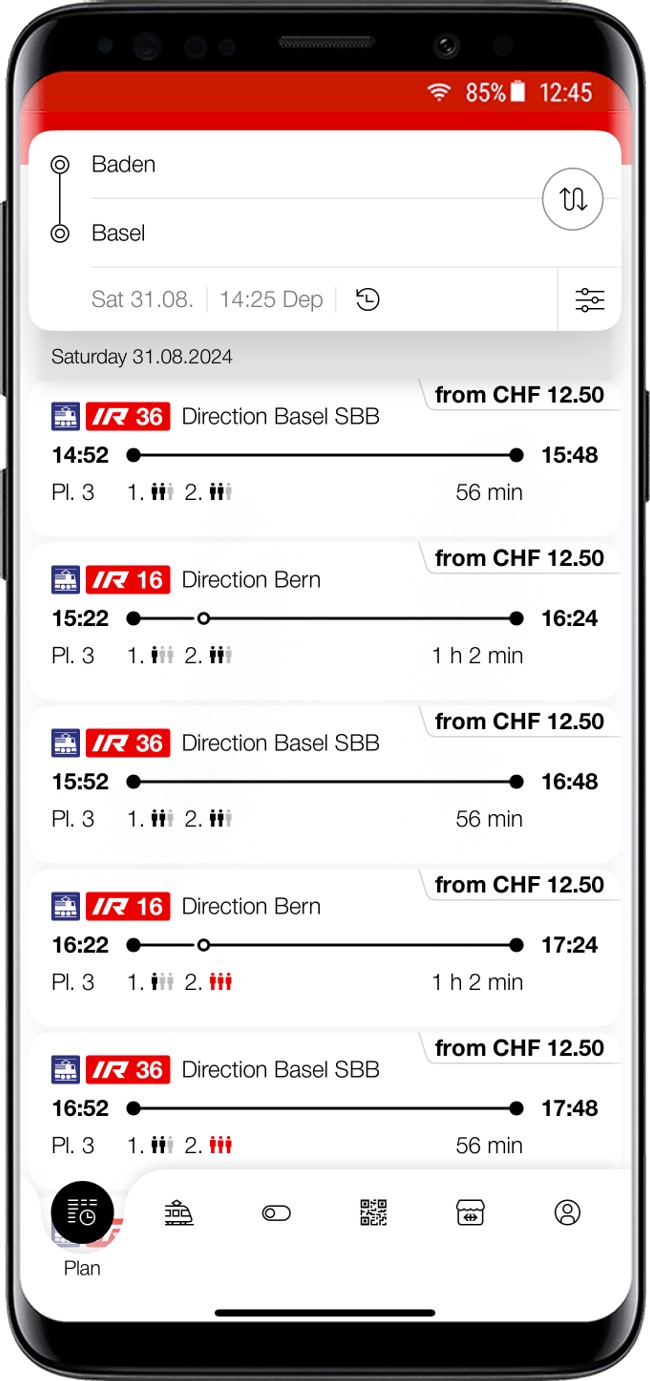 85% 12:45
Baden
Basel
Sat 31.08. 14:25 Dep
Saturday 31.08.2024
from CHF 12.50
IR 36 Direction Basel SBB
14:52 15:48
Pl. 3 1. 2. 56 min
from CHF 12.50
IR 16 Direction Bern
15:22 16:24
Pl. 3 1. 2. 1 h 2 min
from CHF 12.50
IR 36 Direction Basel SBB
15:52 16:48
Pl. 3 1. 2. 56 min
from CHF 12.50
IR 16 Direction Bern
16:22 17:24
Pl. 3 1. 2. 1 h 2 min
from CHF 12.50
IR 36 Direction Basel SBB
16:52 17:48
Pl. 3 1. 2. 56 min
Plan